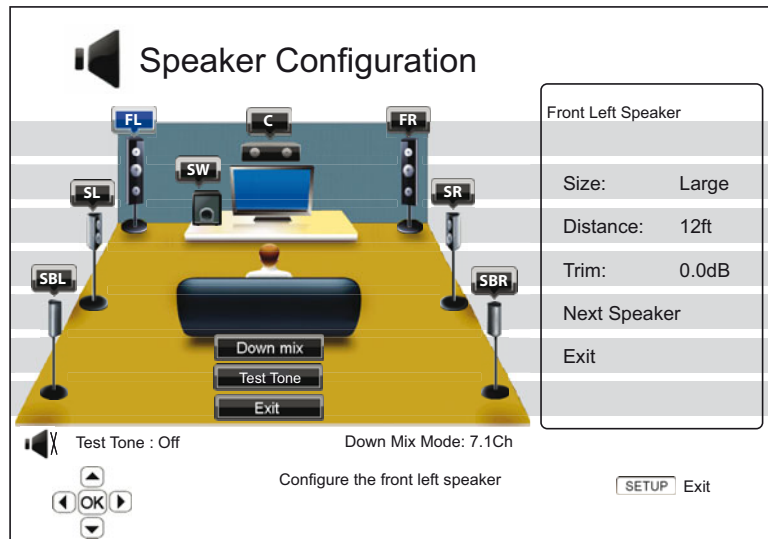 Speaker Configuration
FL
C
FR
SW
SL
SR
SBL
SBR
Down mix
Test Tone
Exit
Front Left Speaker
Size: Large
Distance: 12ft
Trim: 0.0dB
Next Speaker
Exit
Test Tone : Off
Down Mix Mode: 7.1Ch
Configure the front left speaker
OK
SETUP Exit